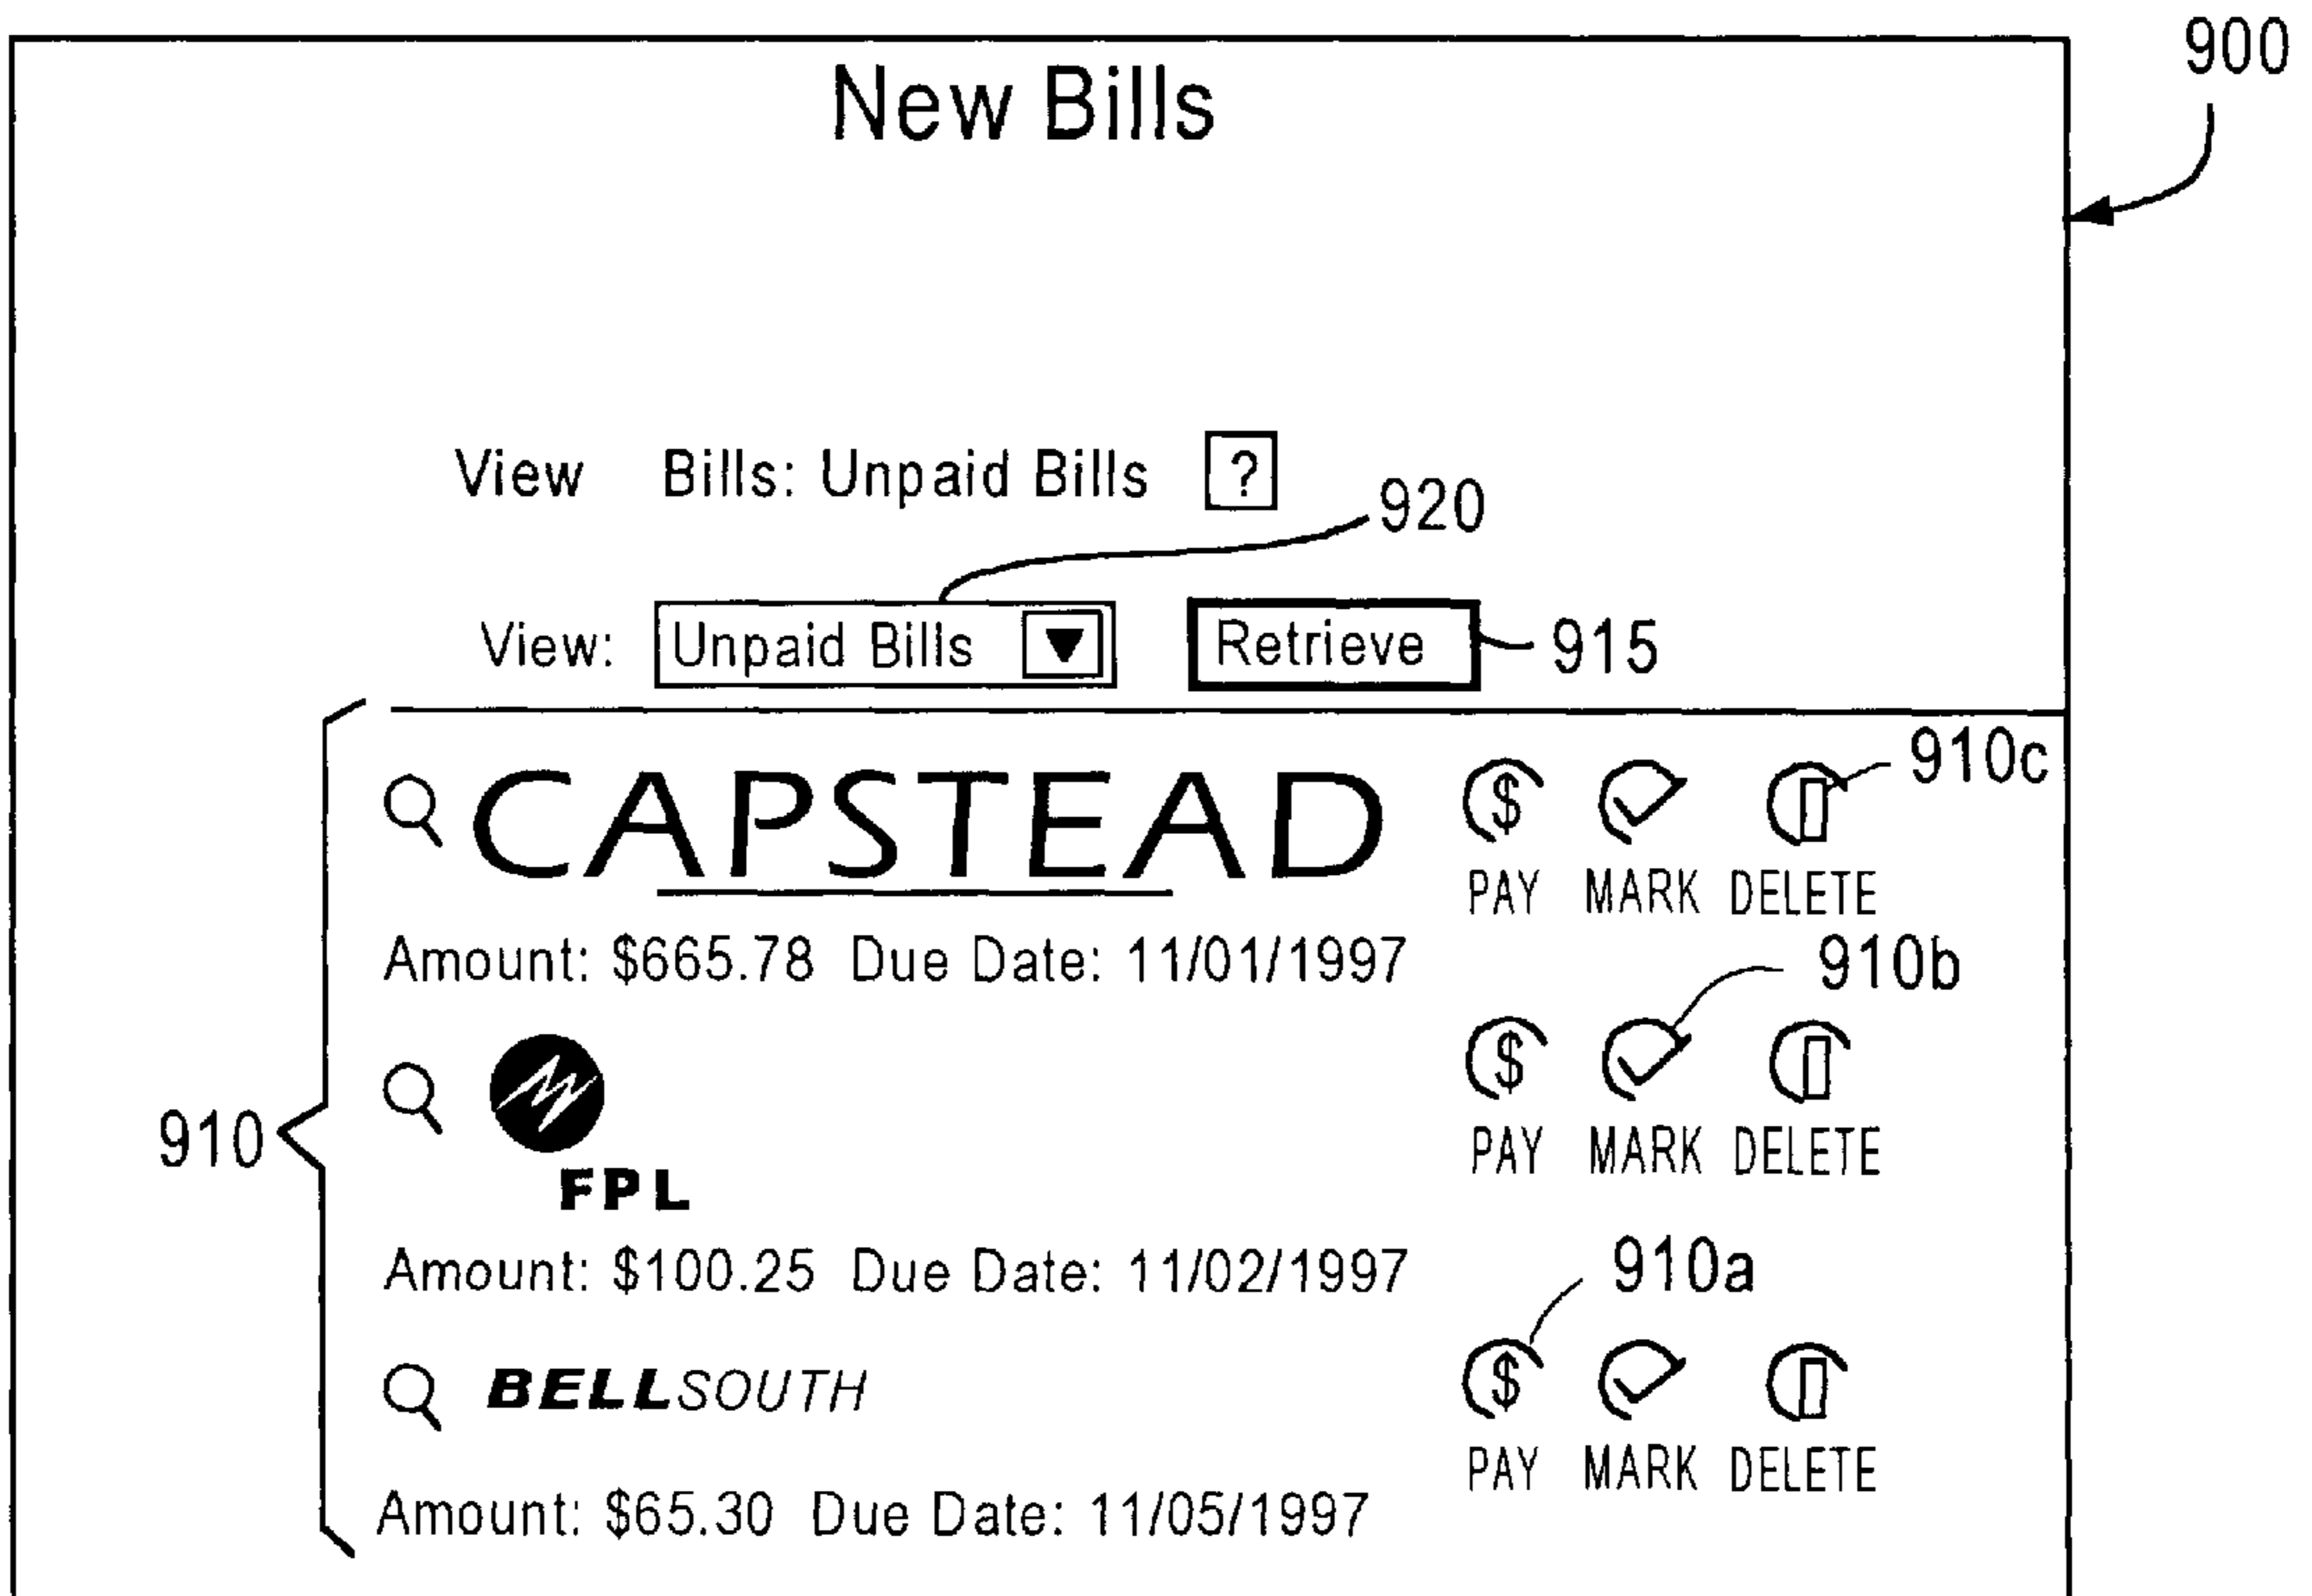 900
New Bills
View Bills: Unpaid Bills ?
920
View: Unpaid Bills Retrieve 915
910c
CAPSTEAD $
PAY MARK DELETE
Amount: $665.78 Due Date: 11/01/1997
910b
$
910
PAY MARK DELETE
FPL
Amount: $100.25 Due Date: 11/02/1997
910a
BELLSOUTH $
PAY MARK DELETE
Amount: $65.30 Due Date: 11/05/1997